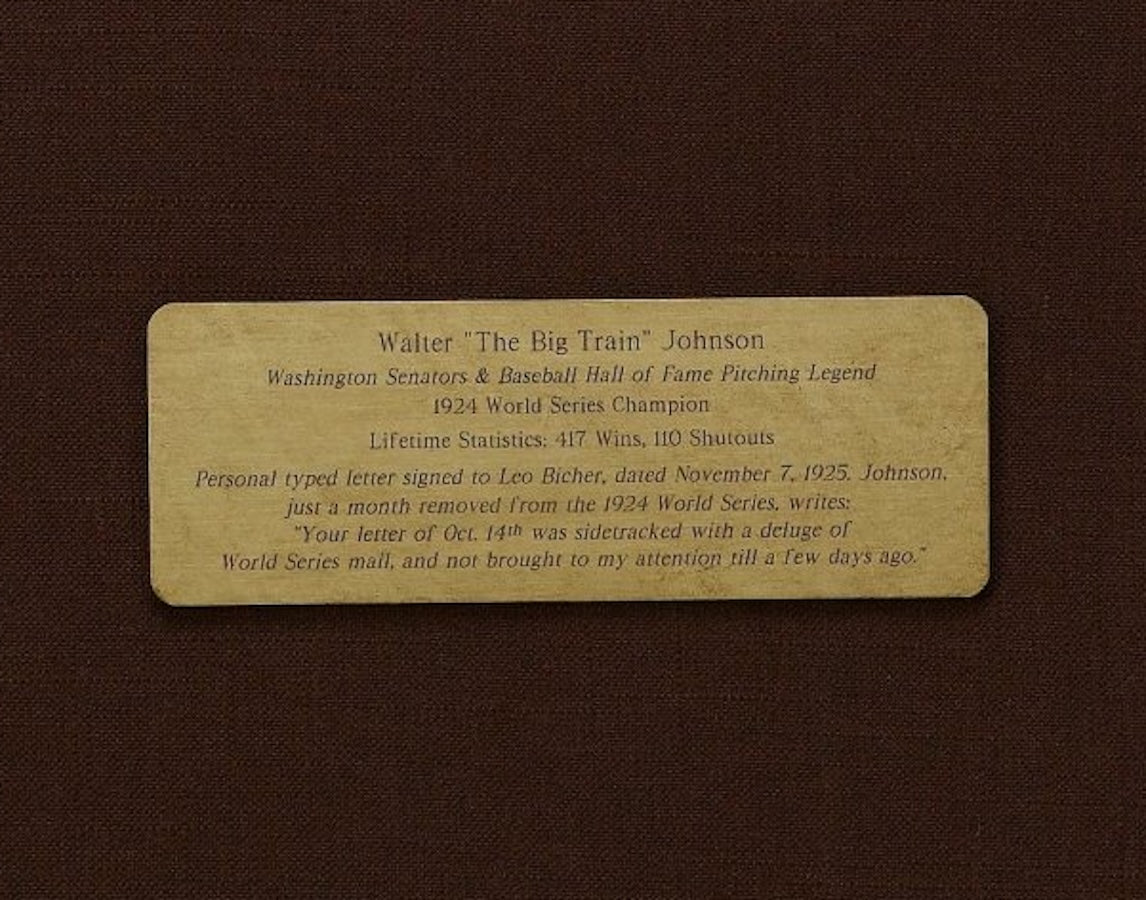 Walter "The Big Train" Johnson
Washington Senators & Baseball Hall of Fame Pitching Legend
1924 World Series Champion
Lifetime Statistics: 417 Wins, 110 Shutouts
Personal typed letter signed to Leo Bicher, dated November 7, 1925. Johnson,
just a month removed from the 1924 World Series, writes:
"Your letter of Oct. 14th was sidetracked with a deluge of
World Series mail, and not brought to my attention till a few days ago."